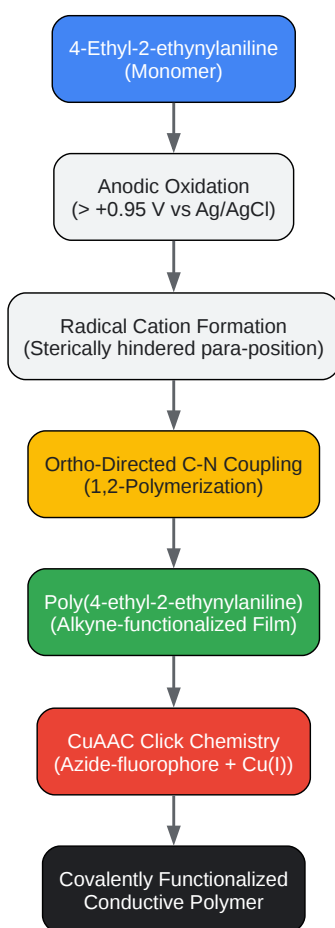 4-Ethyl-2-ethynylaniline
(Monomer)
Anodic Oxidation
(> +0.95 V vs Ag/AgCl)
Radical Cation Formation
(Sterically hindered para-position)
Ortho-Directed C-N Coupling
(1,2-Polymerization)
Poly(4-ethyl-2-ethynylaniline)
(Alkyne-functionalized Film)
CuAAC Click Chemistry
(Azide-fluorophore + Cu(I))
Covalently Functionalized
Conductive Polymer